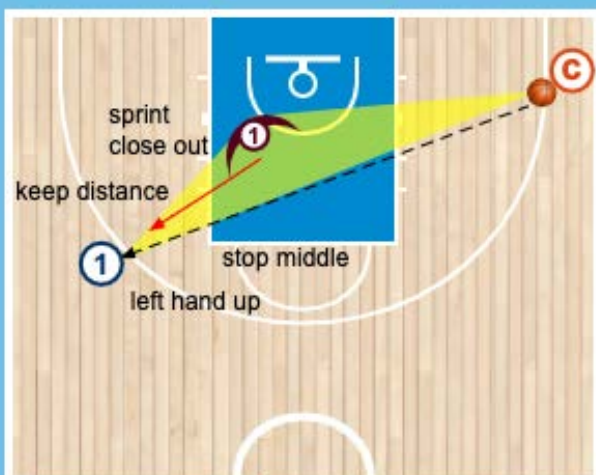 C
sprint
1
close out
keep distance
1
stop middle
left hand up